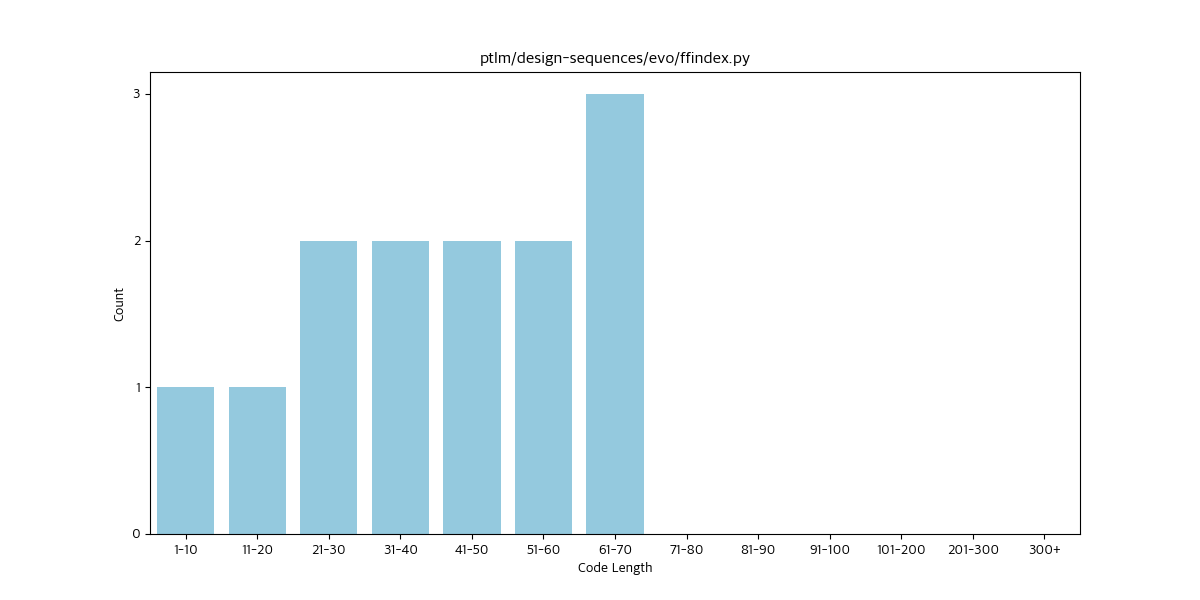 ptlm/design-sequences/evo/ffindex.py
3
2
1
0
Count
1-10 11-20 21-30 31-40 41-50 51-60 61-70 71-80 81-90 91-100 101-200 201-300 300+
Code Length